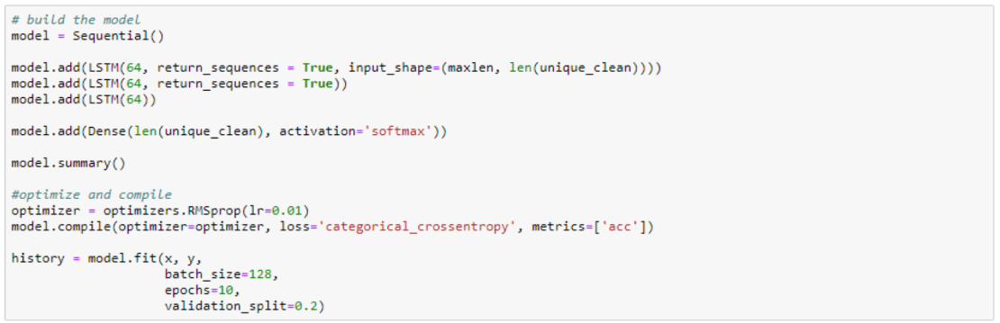 # build the model
model = Sequential()
model.add(LSTM(64, return_sequences = True, input_shape=(maxlen, len(unique_clean))))
model.add(LSTM(64, return_sequences = True))
model.add(LSTM(64))
model.add(Dense(len(unique_clean), activation='softmax'))
model.summary()
#optimize and compile
optimizer = optimizers.RMSprop(lr=0.01)
model.compile(optimizer=optimizer, loss='categorical_crossentropy', metrics=['acc'])
history = model.fit(x, y,
batch_size=128,
epochs=10,
validation_split=0.2)